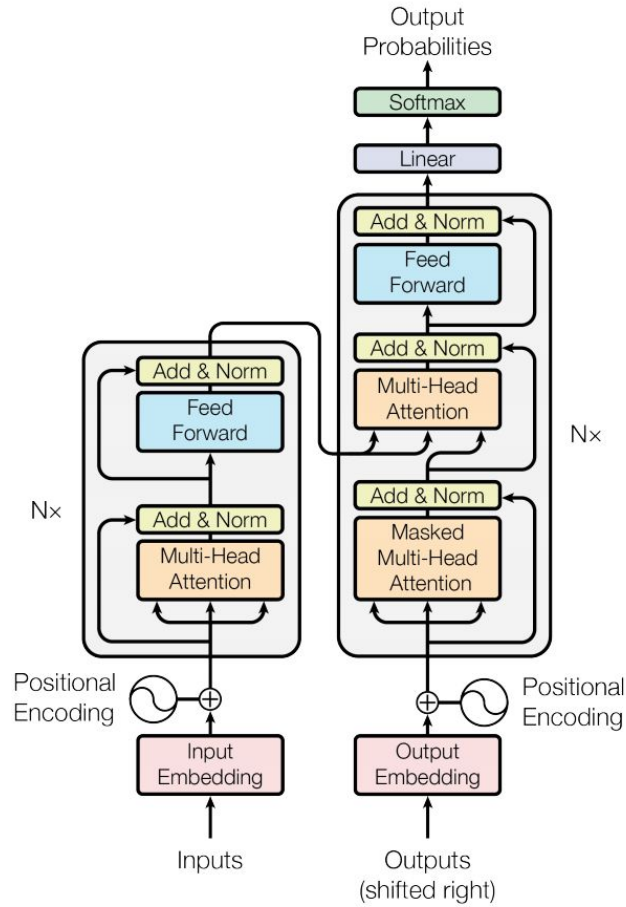 Output
Probabilities
Softmax
Linear
Add & Norm
Feed
Forward
Add & Norm
Multi-Head
Attention
Add & Norm
Masked
Multi-Head
Attention
N×
Add & Norm
Feed
Forward
Add & Norm
Multi-Head
Attention
N×
Positional
Encoding
Positional
Encoding
Input
Embedding
Output
Embedding
Inputs
Outputs
(shifted right)